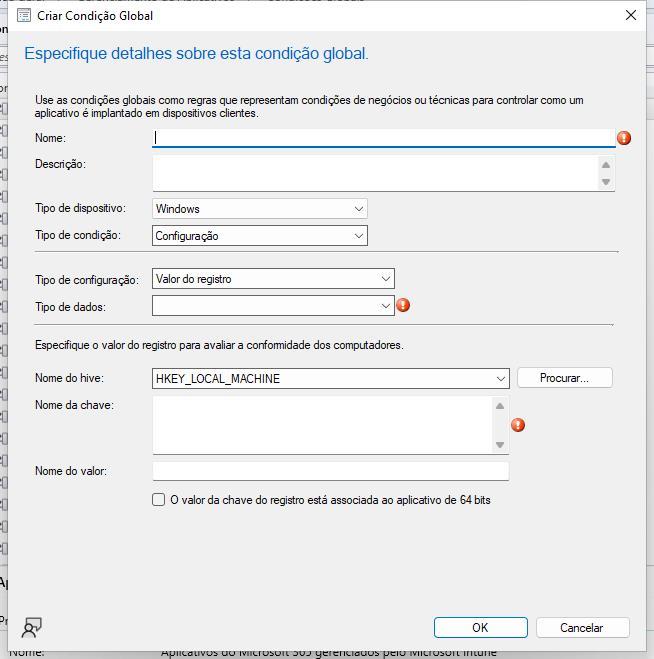 Criar Condição Global
Especifique detalhes sobre esta condição global.
Use as condições globais como regras que representam condições de negócios ou técnicas para controlar como um
aplicativo é implantado em dispositivos clientes.
Nome:
Descrição:
Tipo de dispositivo: Windows
Tipo de condição: Configuração
Tipo de configuração: Valor do registro
Tipo de dados:
Especifique o valor do registro para avaliar a conformidade dos computadores.
Nome do hive: HKEY_LOCAL_MACHINE Procurar...
Nome da chave:
Nome do valor:
O valor da chave do registro está associada ao aplicativo de 64 bits
OK Cancelar
Nome: Aplicativos do Microsoft 365 gerenciados pelo Microsoft Intune